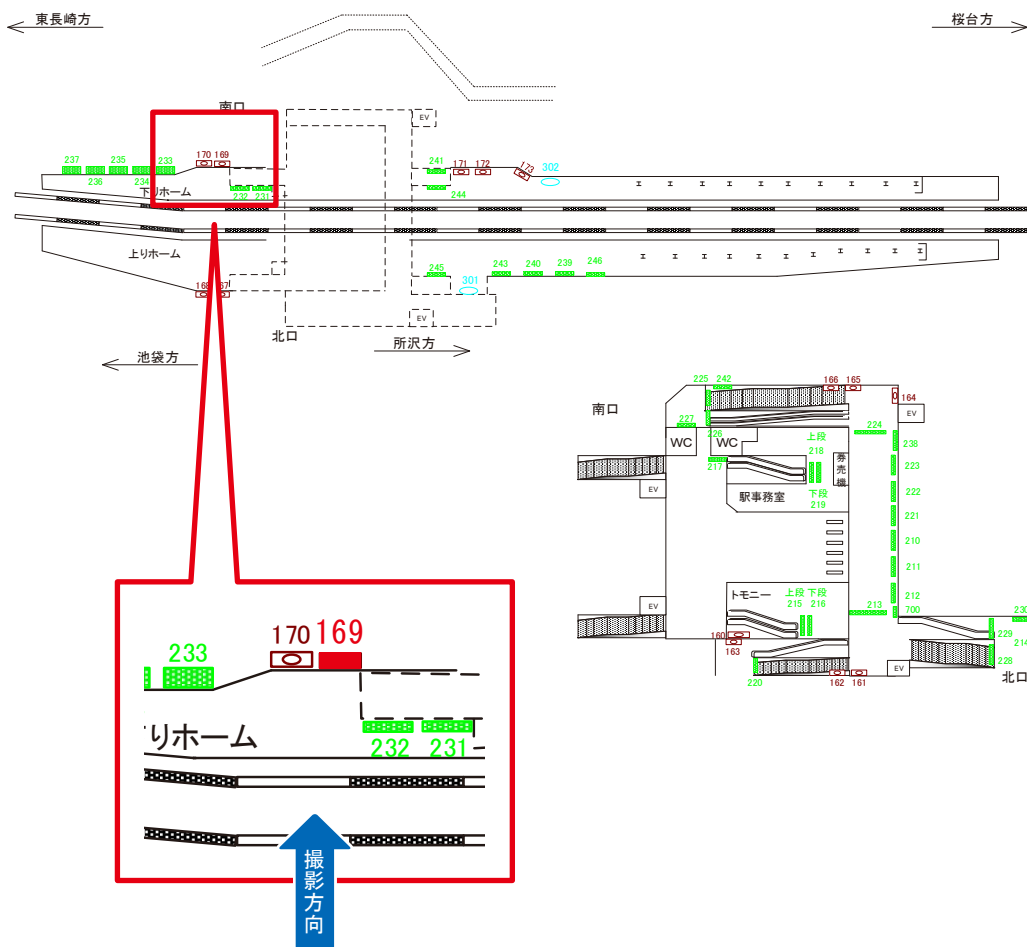 東長崎方
桜台方
南口
EV
237
235
233
170
169
241
171
172
173
302
236
234
下りホーム
232
231
244
上りホーム
245
243
240
239
246
301
168
167
EV
北口
池袋方
所沢方
225
242
166
165
164
南口
227
EV
226
224
238
WC
WC
上段
218
217
券売機
223
EV
駅事務室
下段
219
222
221
210
211
トモニー
上段
215
下段
216
212
EV
213
700
230
160
163
229
214
228
220
162
161
EV
北口
170
169
233
りホーム
232
231
撮影方向